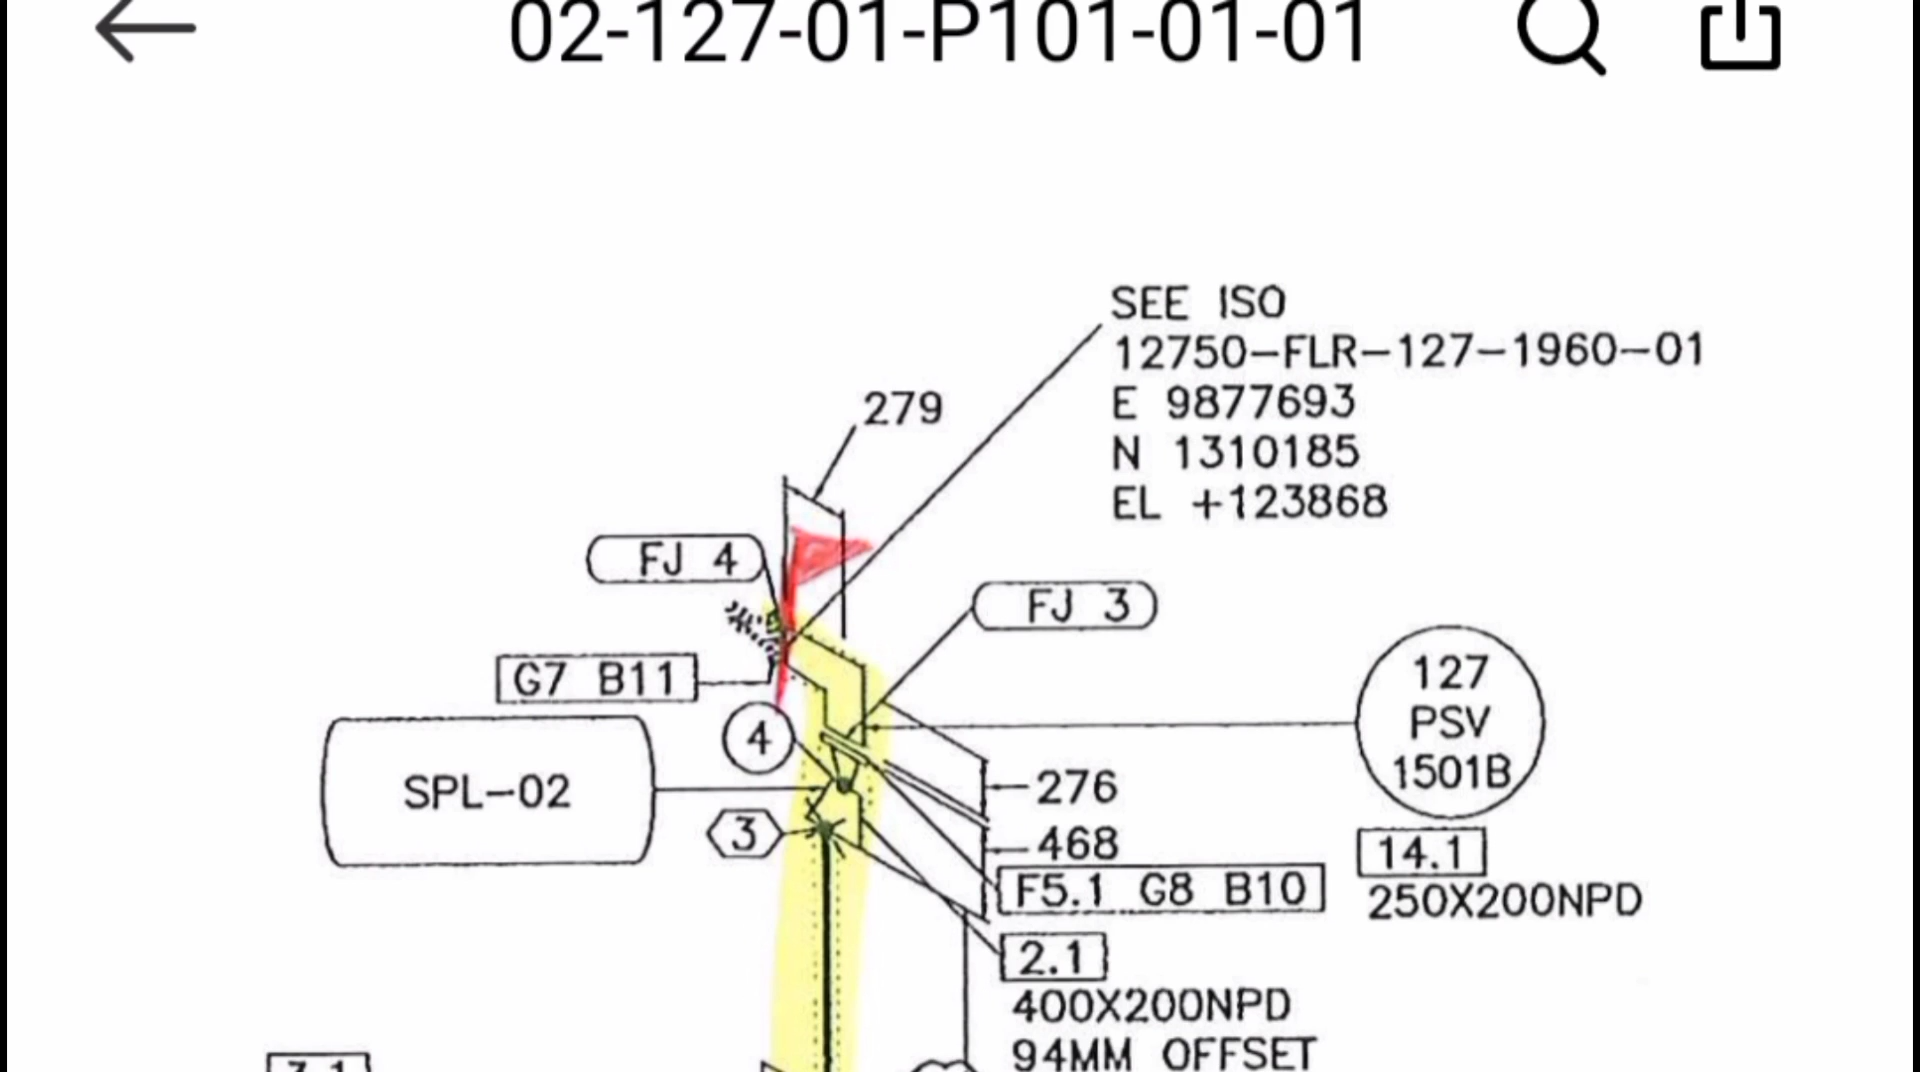 02-127-01-P101-01-01
SEE ISO
12750-FLR-127-1960-01
E 9877693
N 1310185
EL +123868
279
FJ 4
FJ 3
G7 B11
127
PSV
1501B
4
SPL-02
276
3
468
14.1
F5.1 G8 B10
250X200NPD
2.1
400X200NPD
94MM OFFSET